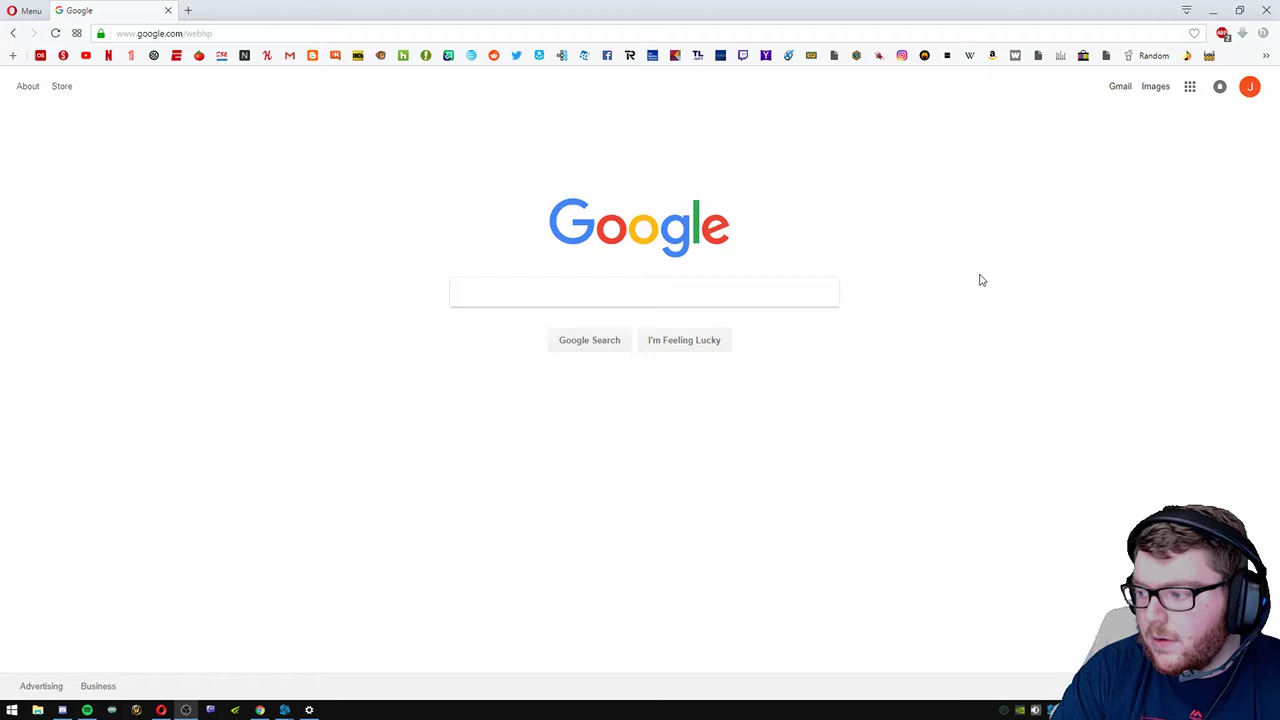 Menu
Google
www.google.com/webhp
Random
About
Store
Gmail
Images
J
Google
Google Search
I'm Feeling Lucky
Advertising
Business